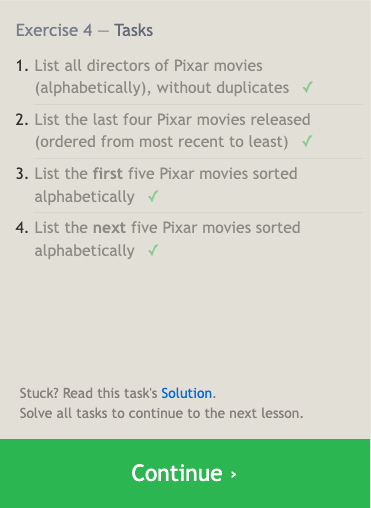 Exercise 4 — Tasks
1. List all directors of Pixar movies
(alphabetically), without duplicates ✓
2. List the last four Pixar movies released
(ordered from most recent to least) ✓
3. List the first five Pixar movies sorted
alphabetically ✓
4. List the next five Pixar movies sorted
alphabetically ✓
Stuck? Read this task's Solution.
Solve all tasks to continue to the next lesson.
Continue ›